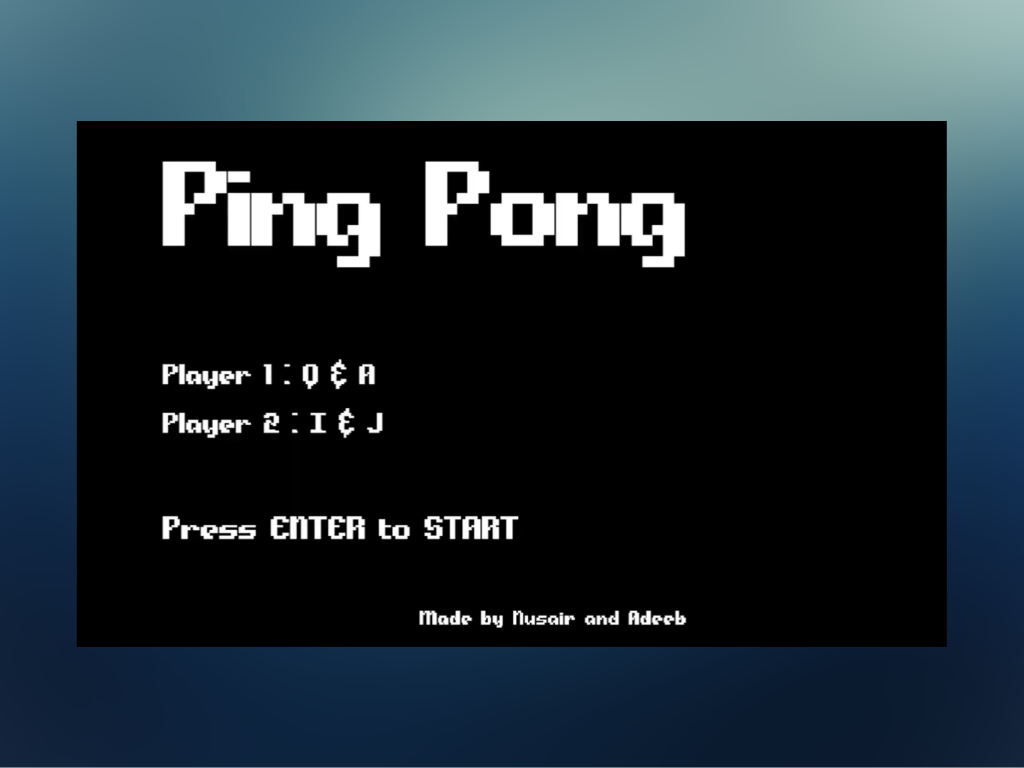 Ping Pong
Player 1 : Q & A
Player 2 : I & J
Press ENTER to START
Made by Nusair and Adeeb